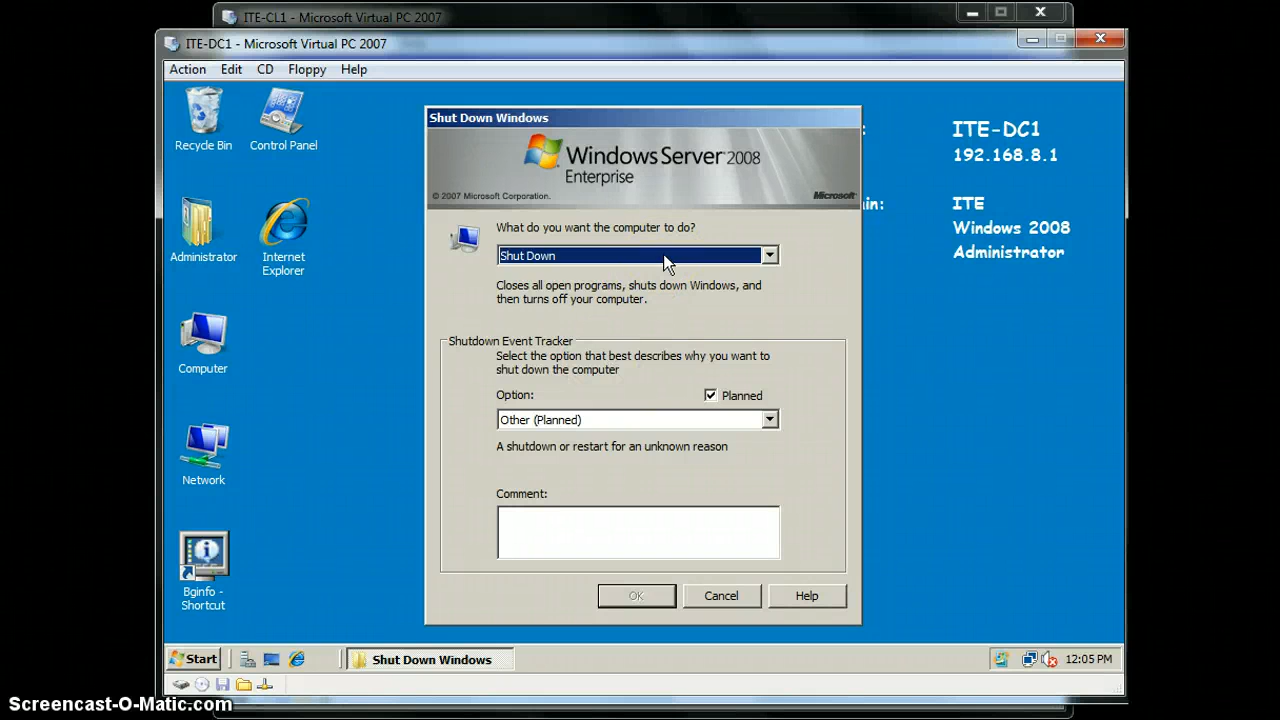 ITE-CL1 - Microsoft Virtual PC 2007
ITE-DC1 - Microsoft Virtual PC 2007
Action Edit CD Floppy Help
Recycle Bin
Control Panel
Administrator
Internet Explorer
Computer
Network
Bginfo - Shortcut
Shut Down Windows
Windows Server 2008
Enterprise
© 2007 Microsoft Corporation.
Microsoft
What do you want the computer to do?
Shut Down
Closes all open programs, shuts down Windows, and
then turns off your computer.
Shutdown Event Tracker
Select the option that best describes why you want to
shut down the computer
Option:
Planned
Other (Planned)
A shutdown or restart for an unknown reason
Comment:
OK Cancel Help
ITE-DC1
192.168.8.1
ITE
Windows 2008
Administrator
Start
Shut Down Windows
12:05 PM
Screencast-O-Matic.com